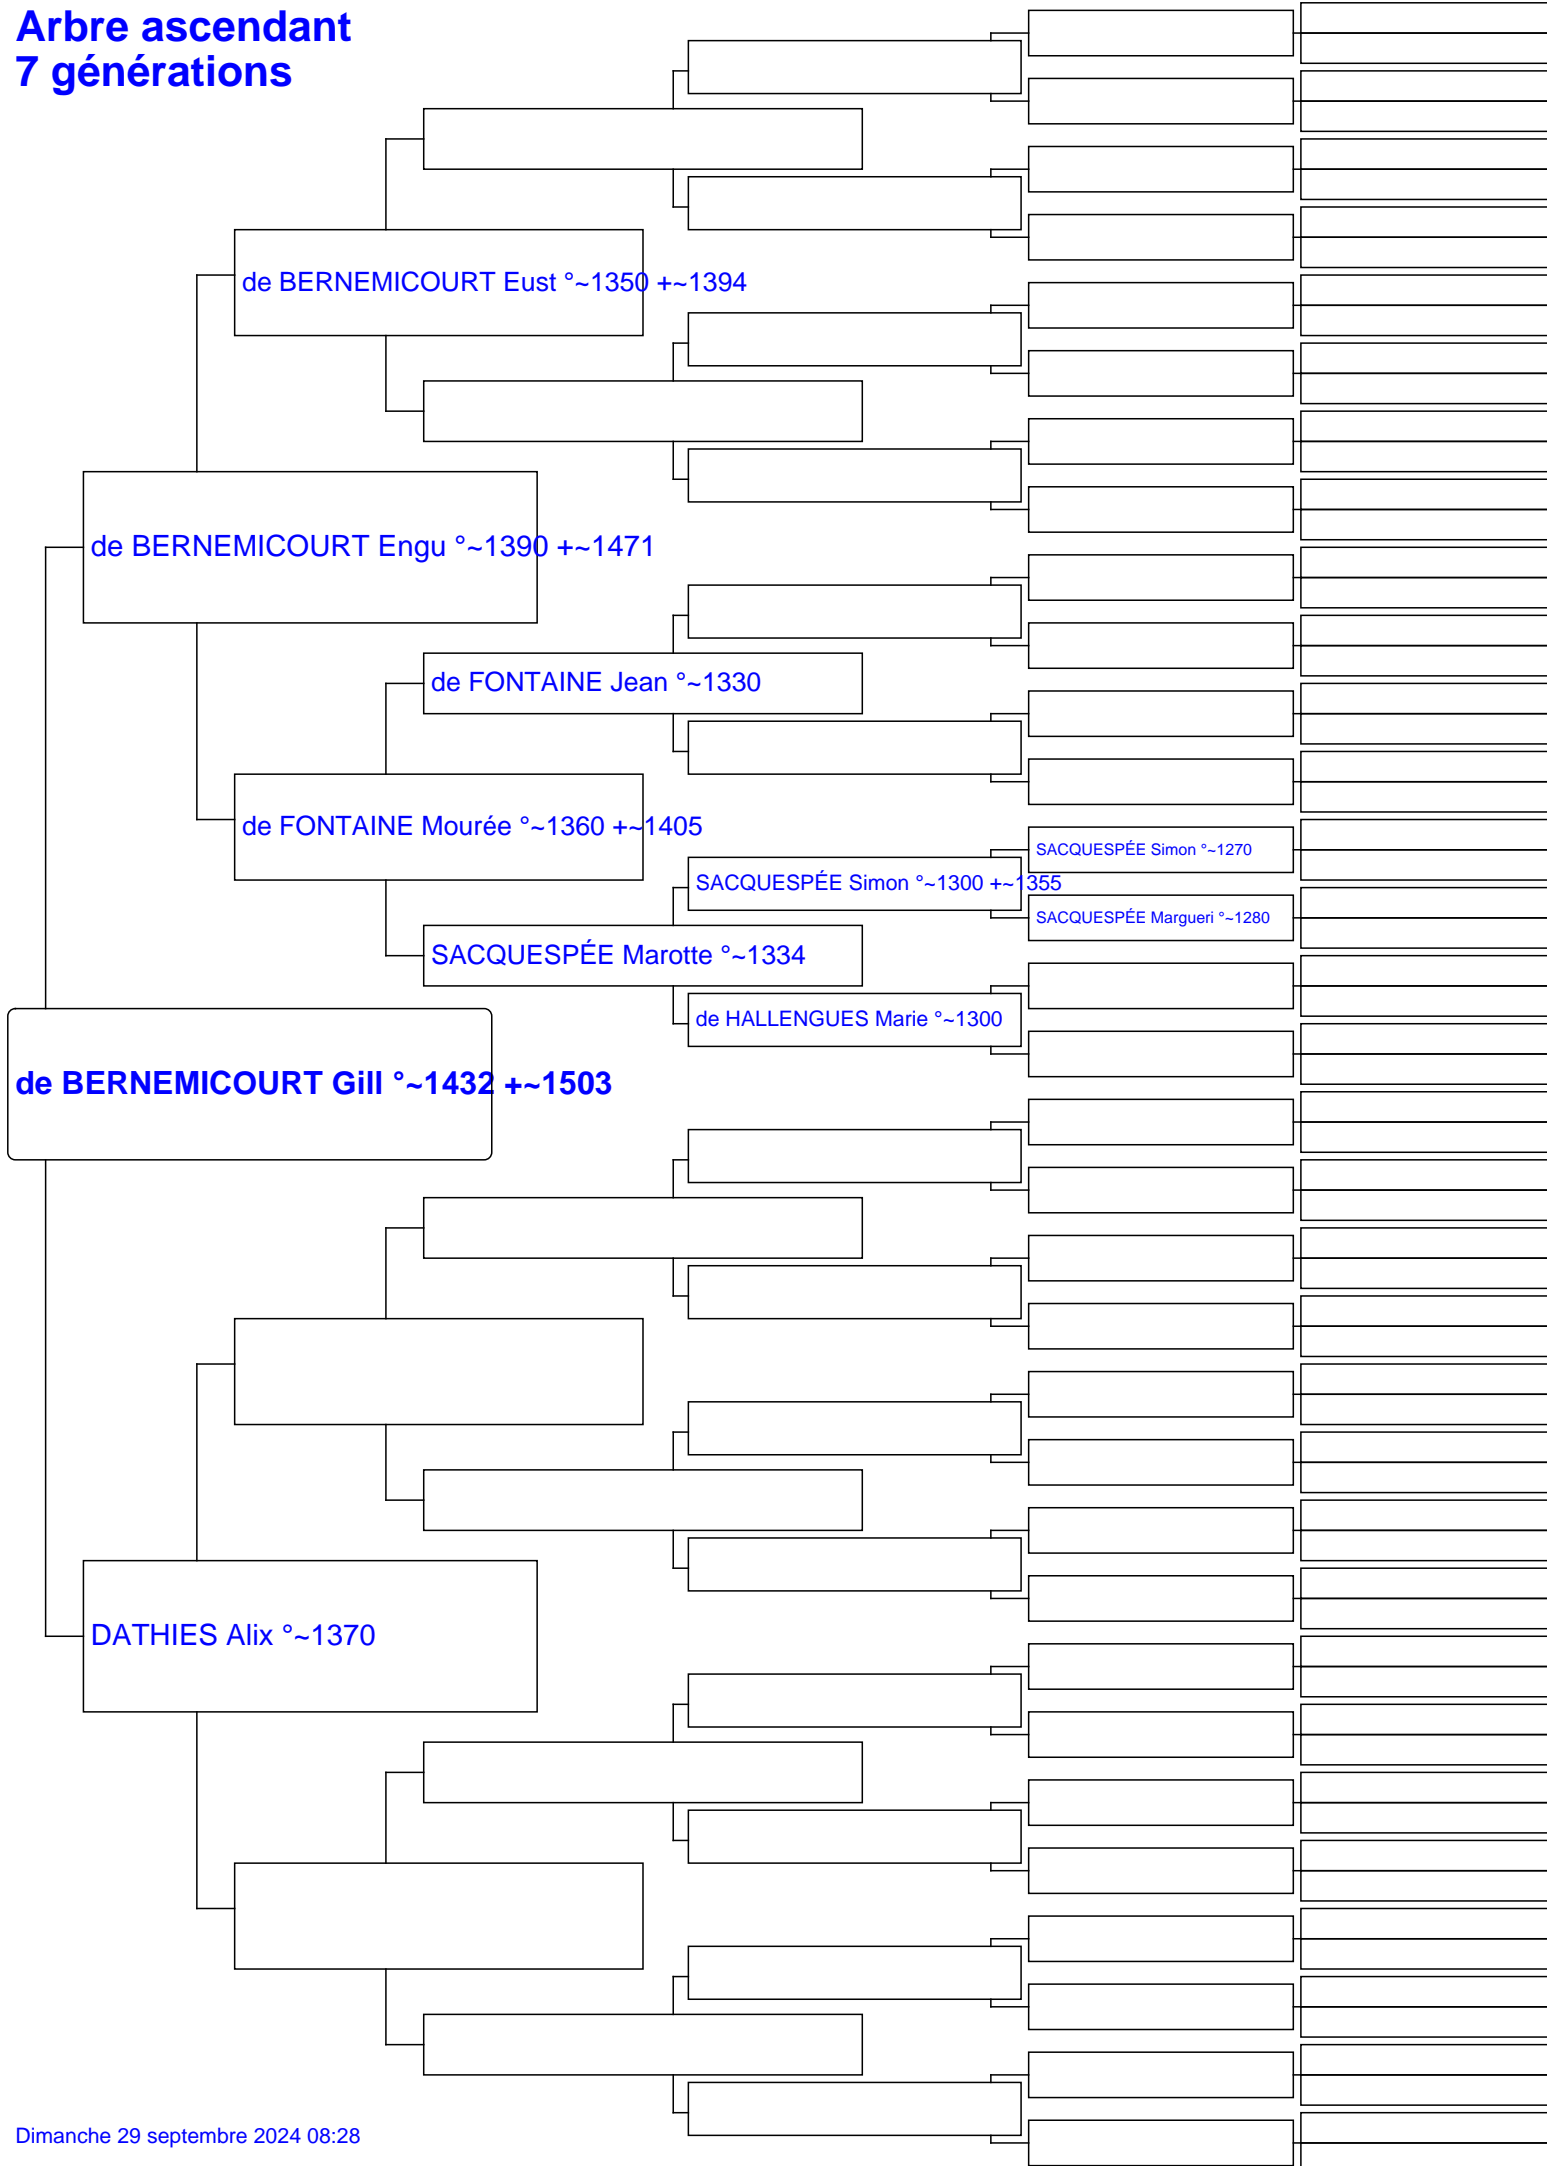 Arbre ascendant
7 générations
de BERNEMICOURT Eust °~1350 +~1394
de BERNEMICOURT Engu °~1390 +~1471
de FONTAINE Jean °~1330
de FONTAINE Mourée °~1360 +~1405
SACQUESPÉE Simon °~1270
SACQUESPÉE Simon °~1300 +~1355
SACQUESPÉE Margueri °~1280
SACQUESPÉE Marotte °~1334
de HALLENGUES Marie °~1300
de BERNEMICOURT Gill °~1432 +~1503
DATHIES Alix °~1370
Dimanche 29 septembre 2024 08:28